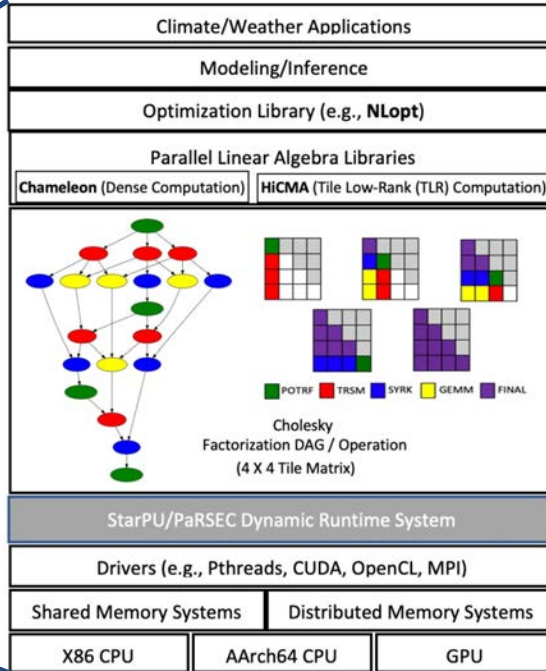 Climate/Weather Applications
Modeling/Inference
Optimization Library (e.g., NLopt)
Parallel Linear Algebra Libraries
Chameleon (Dense Computation)
HiCMA (Tile Low-Rank (TLR) Computation)
POTRF TRSM SYRK GEMM FINAL
Cholesky
Factorization DAG / Operation
(4 X 4 Tile Matrix)
StarPU/PaRSEC Dynamic Runtime System
Drivers (e.g., Pthreads, CUDA, OpenCL, MPI)
Shared Memory Systems
Distributed Memory Systems
X86 CPU
AArch64 CPU
GPU